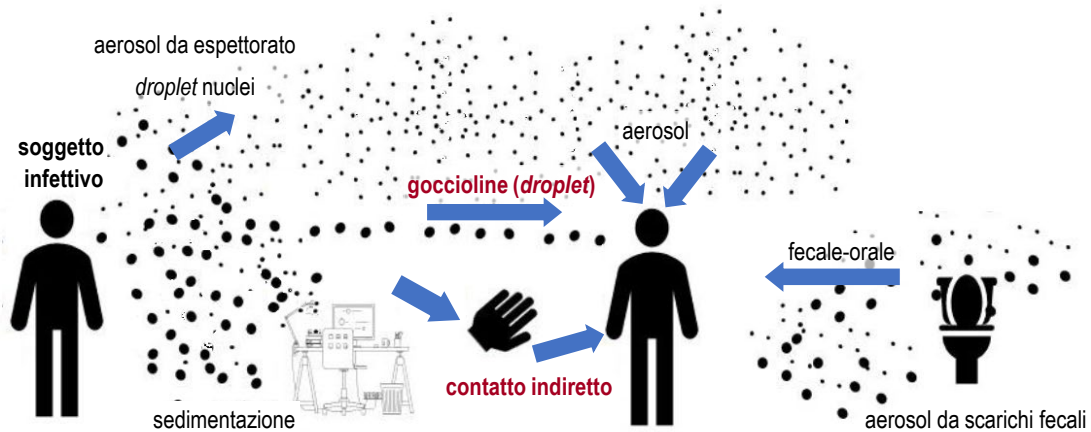 aerosol da espettorato
droplet nuclei
soggetto
infettivo
aerosol
goccioline (droplet)
fecale-orale
contatto indiretto
sedimentazione
aerosol da scarichi fecali